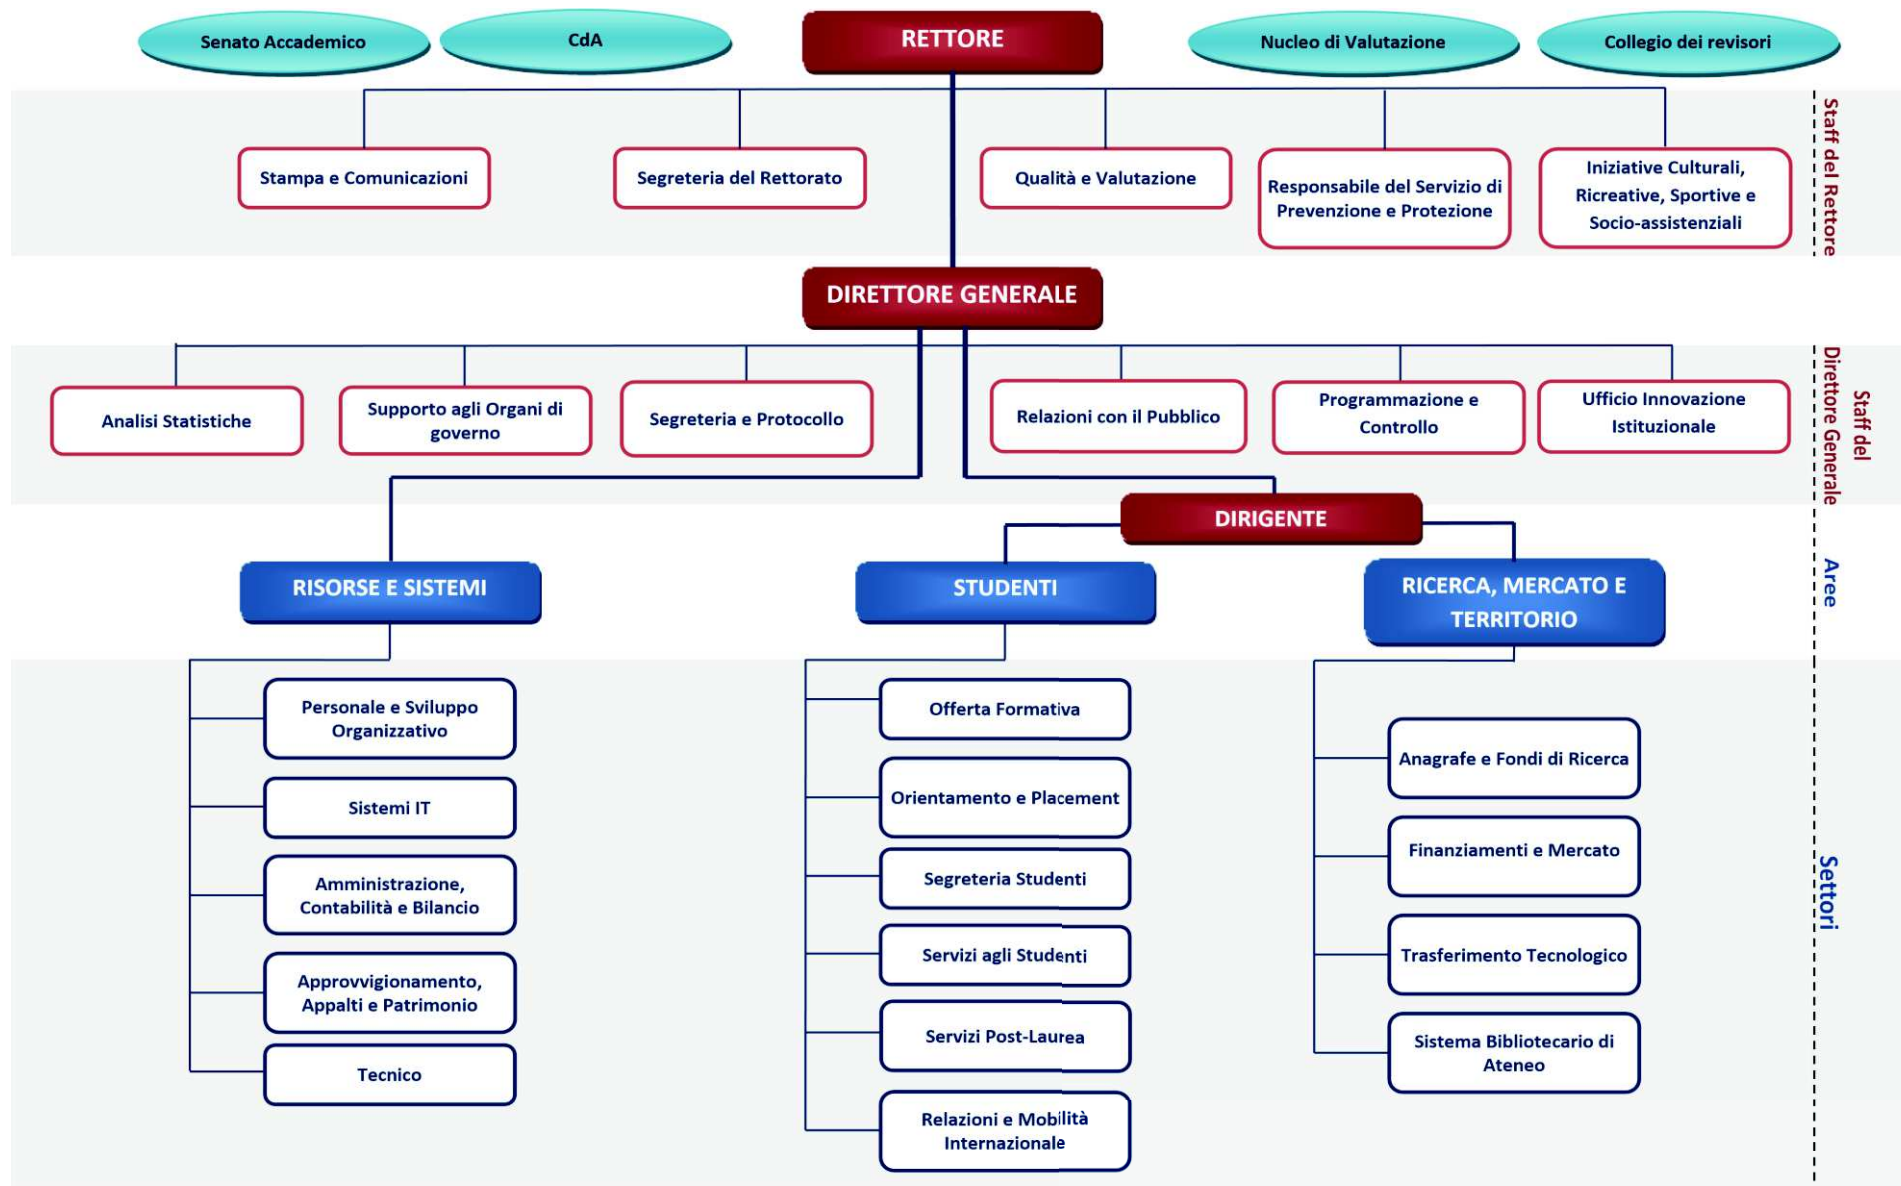 Senato Accademico
CdA
RETTORE
Nucleo di Valutazione
Collegio dei revisori
Staff del Rettore
Stampa e Comunicazioni
Segreteria del Rettorato
Qualità e Valutazione
Responsabile del Servizio di
Prevenzione e Protezione
Iniziative Culturali,
Ricreative, Sportive e
Socio-assistenziali
DIRETTORE GENERALE
Staff del
Direttore Generale
Analisi Statistiche
Supporto agli Organi di
governo
Segreteria e Protocollo
Relazioni con il Pubblico
Programmazione e
Controllo
Ufficio Innovazione
Istituzionale
DIRIGENTE
Aree
RISORSE E SISTEMI
STUDENTI
RICERCA, MERCATO E
TERRITORIO
Settori
Personale e Sviluppo
Organizzativo
Sistemi IT
Amministrazione,
Contabilità e Bilancio
Approvvigionamento,
Appalti e Patrimonio
Tecnico
Offerta Formativa
Orientamento e Placement
Segreteria Studenti
Servizi agli Studenti
Servizi Post-Laurea
Relazioni e Mobilità
Internazionale
Anagrafe e Fondi di Ricerca
Finanziamenti e Mercato
Trasferimento Tecnologico
Sistema Bibliotecario di
Ateneo